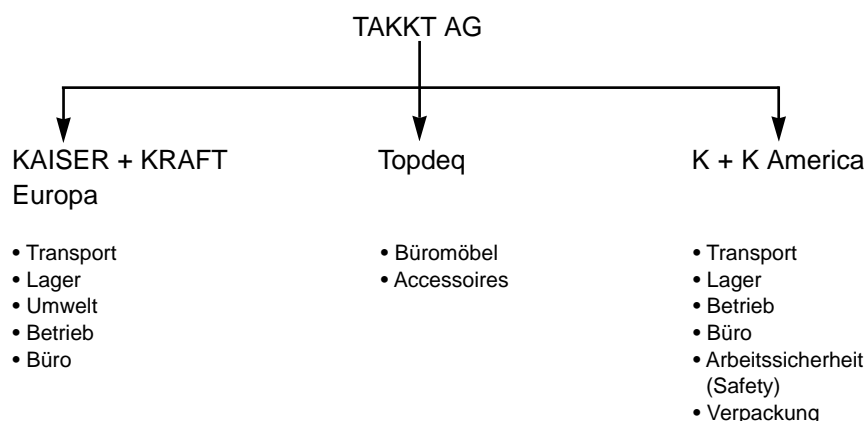 TAKKT AG
KAISER + KRAFT
Europa
• Transport
• Lager
• Umwelt
• Betrieb
• Büro
Topdeq
• Büromöbel
• Accessoires
K + K America
• Transport
• Lager
• Betrieb
• Büro
• Arbeitssicherheit
(Safety)
• Verpackung